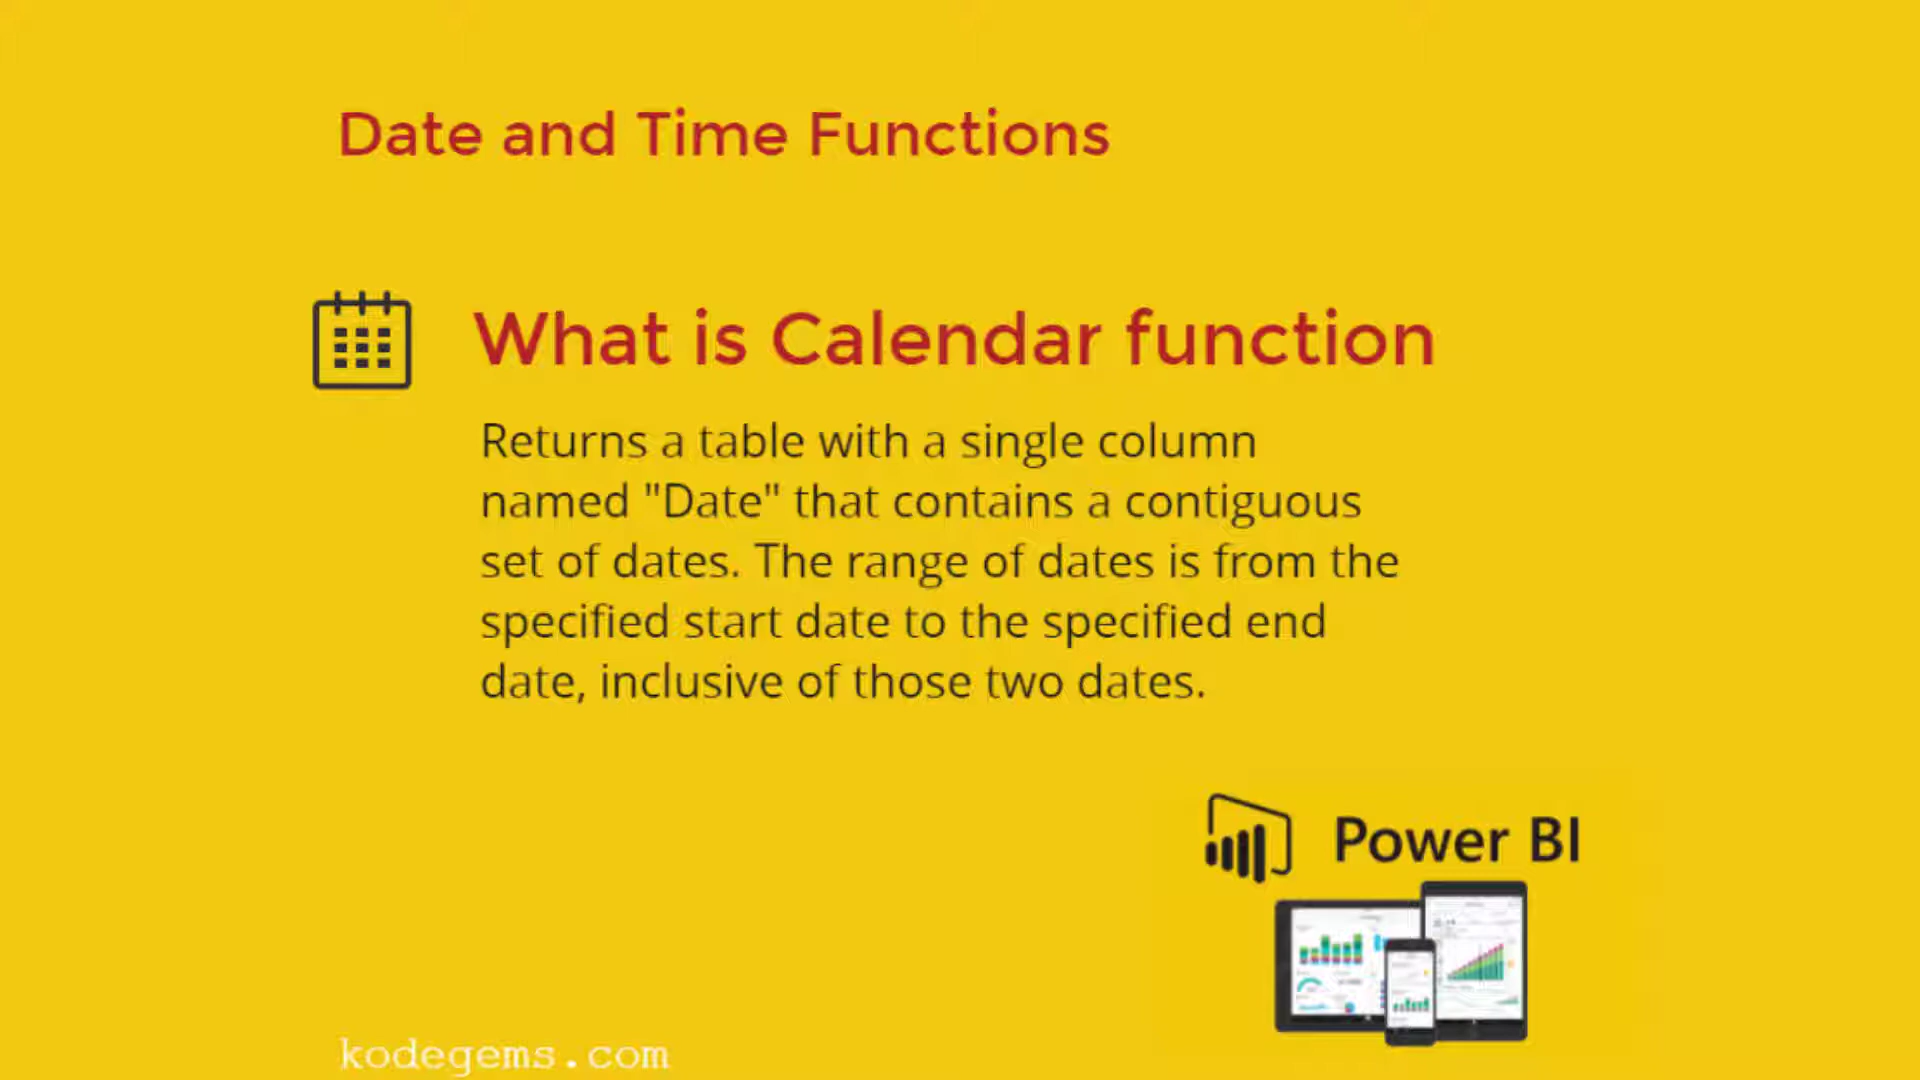 Date and Time Functions
What is Calendar function
Returns a table with a single column
named "Date" that contains a contiguous
set of dates. The range of dates is from the
specified start date to the specified end
date, inclusive of those two dates.
Power BI
kodegems.com